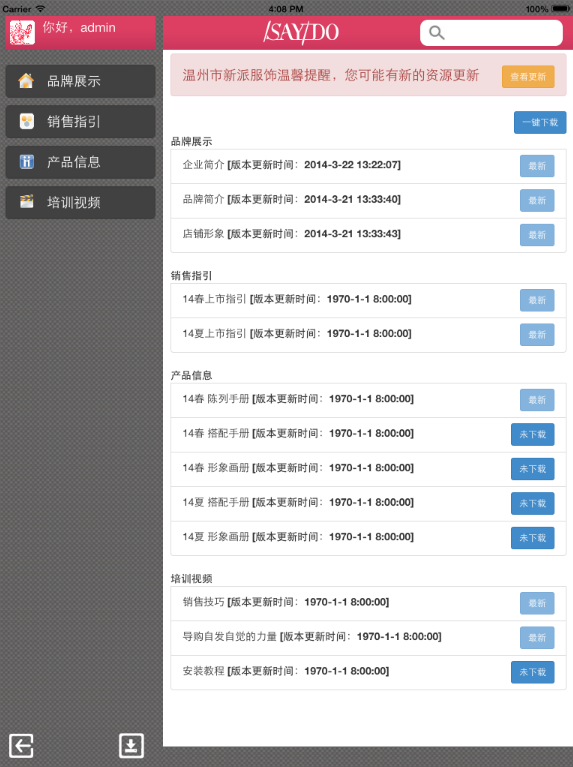 Carrier
4:08 PM
100%
你好，admin
ISAYIDO
品牌展示
销售指引
产品信息
培训视频
温州市新派服饰温馨提醒，您可能有新的资源更新
查看更新
一键下载
品牌展示
企业简介 [版本更新时间：2014-3-22 13:22:07]
最新
品牌简介 [版本更新时间：2014-3-21 13:33:40]
最新
店铺形象 [版本更新时间：2014-3-21 13:33:43]
最新
销售指引
14春上市指引 [版本更新时间：1970-1-1 8:00:00]
最新
14夏上市指引 [版本更新时间：1970-1-1 8:00:00]
最新
产品信息
14春 陈列手册 [版本更新时间：1970-1-1 8:00:00]
最新
14春 搭配手册 [版本更新时间：1970-1-1 8:00:00]
未下载
14春 形象画册 [版本更新时间：1970-1-1 8:00:00]
未下载
14夏 搭配手册 [版本更新时间：1970-1-1 8:00:00]
未下载
14夏 形象画册 [版本更新时间：1970-1-1 8:00:00]
未下载
培训视频
销售技巧 [版本更新时间：1970-1-1 8:00:00]
最新
导购自发自觉的力量 [版本更新时间：1970-1-1 8:00:00]
最新
安装教程 [版本更新时间：1970-1-1 8:00:00]
未下载